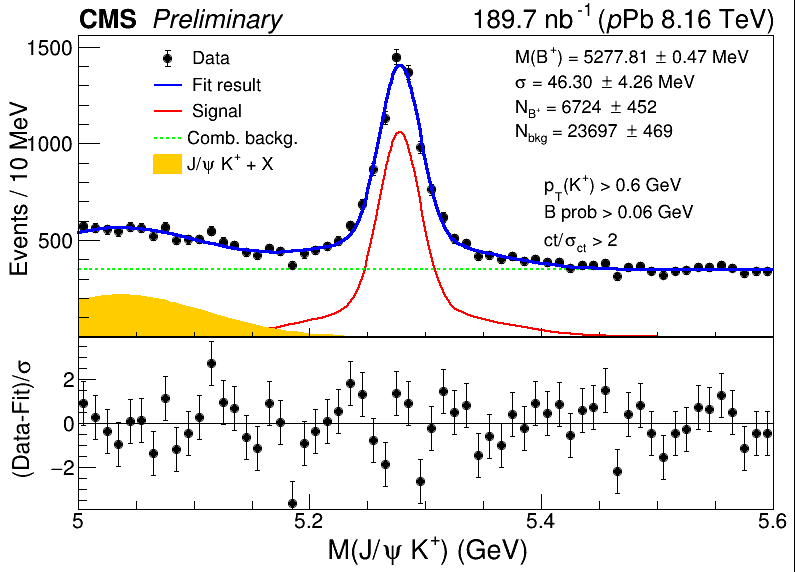 CMS Preliminary 189.7 nb⁻¹ (pPb 8.16 TeV)
Events / 10 MeV
1500
1000
500
Data
Fit result
Signal
Comb. backg.
J/ψ K⁺ + X
M(B⁺) = 5277.81 ± 0.47 MeV
σ = 46.30 ± 4.26 MeV
N_B⁺ = 6724 ± 452
N_bkg = 23697 ± 469
p_T(K⁺) > 0.6 GeV
B prob > 0.06 GeV
ct/σ_ct > 2
(Data-Fit)/σ
2
0
−2
5 5.2 5.4 5.6
M(J/ψ K⁺) (GeV)